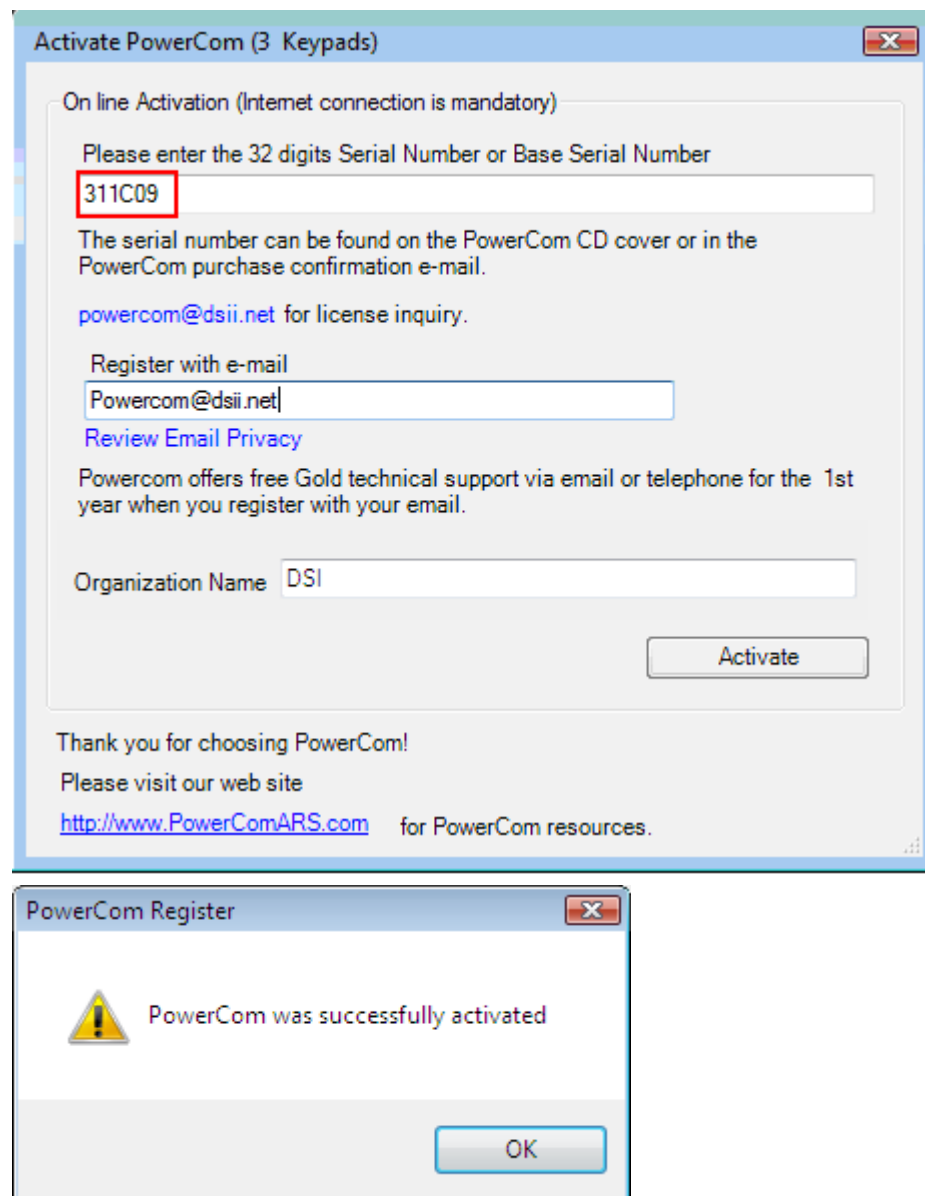 Activate PowerCom (3 Keypads)
On line Activation (Internet connection is mandatory)
Please enter the 32 digits Serial Number or Base Serial Number
311C09
The serial number can be found on the PowerCom CD cover or in the
PowerCom purchase confirmation e-mail.
powercom@dsii.net for license inquiry.
Register with e-mail
Powercom@dsii.net
Review Email Privacy
Powercom offers free Gold technical support via email or telephone for the 1st
year when you register with your email.
Organization Name DSI
Activate
Thank you for choosing PowerCom!
Please visit our web site
http://www.PowerComARS.com for PowerCom resources.
PowerCom Register
PowerCom was successfully activated
OK